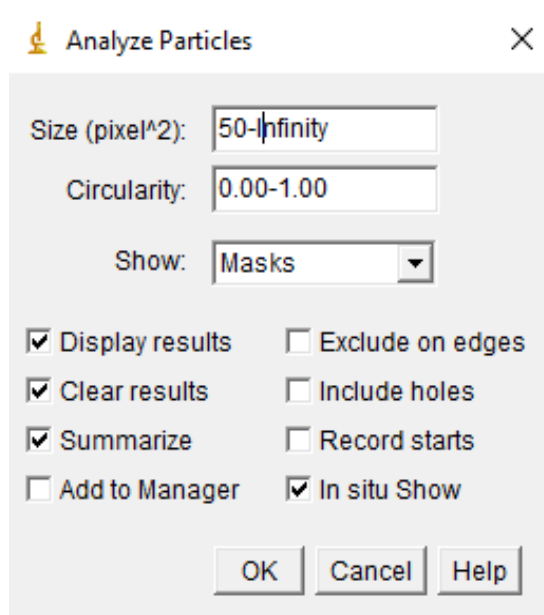 Analyze Particles
Size (pixel^2): 50-Infinity
Circularity: 0.00-1.00
Show: Masks
Display results Exclude on edges
Clear results Include holes
Summarize Record starts
Add to Manager In situ Show
OK Cancel Help